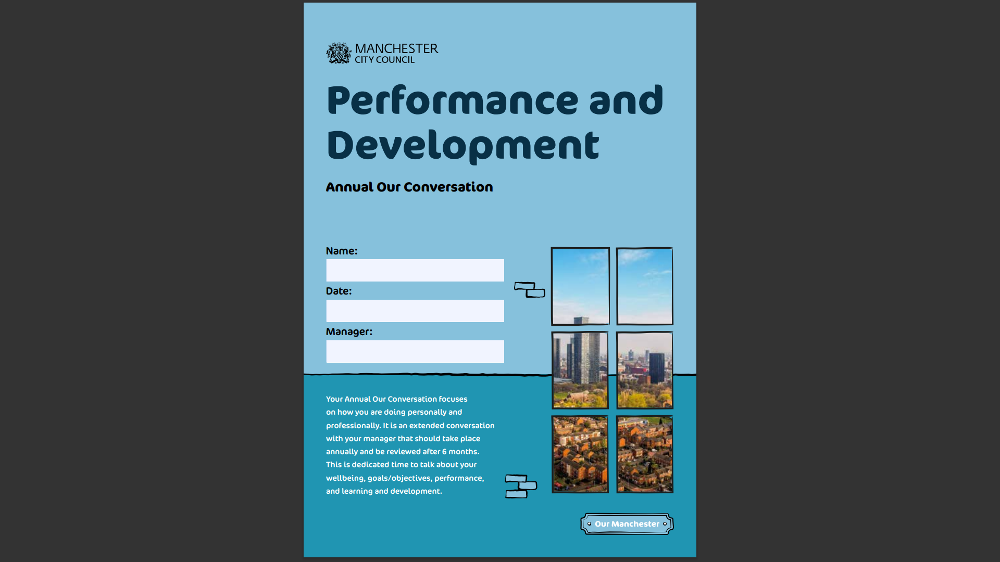 MANCHESTER
CITY COUNCIL
Performance and
Development
Annual Our Conversation
Name:
Date:
Manager:
Your Annual Our Conversation focuses
on how you are doing personally and
professionally. It is an extended conversation
with your manager that should take place
annually and be reviewed after 6 months.
This is dedicated time to talk about your
wellbeing, goals/objectives, performance,
and learning and development.
Our Manchester